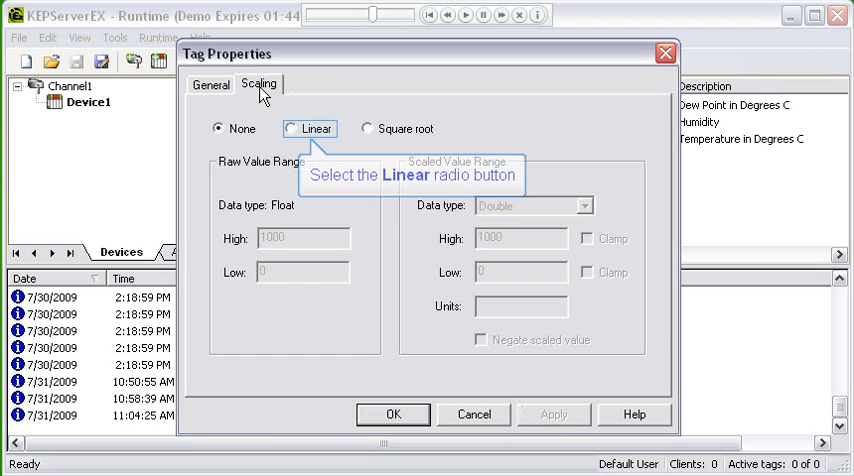 KEPServerEX - Runtime (Demo Expires 01:44
File Edit View Tools Runtime Help
Tag Properties
General Scaling
None Linear Square root
Select the Linear radio button
Raw Value Range
Data type: Float
High: 1000
Low: 0
Scaled Value Range
Data type: Double
High: 1000 Clamp
Low: 0 Clamp
Units:
Negate scaled value
OK Cancel Apply Help
Channel1
Device1
Devices
Description
Dew Point in Degrees C
Humidity
Temperature in Degrees C
Date Time
7/30/2009 2:18:59 PM
7/30/2009 2:18:59 PM
7/30/2009 2:18:59 PM
7/30/2009 2:18:59 PM
7/30/2009 2:18:59 PM
7/31/2009 10:50:55 AM
7/31/2009 10:58:39 AM
7/31/2009 11:04:25 AM
Ready
Default User Clients: 0 Active tags: 0 of 0